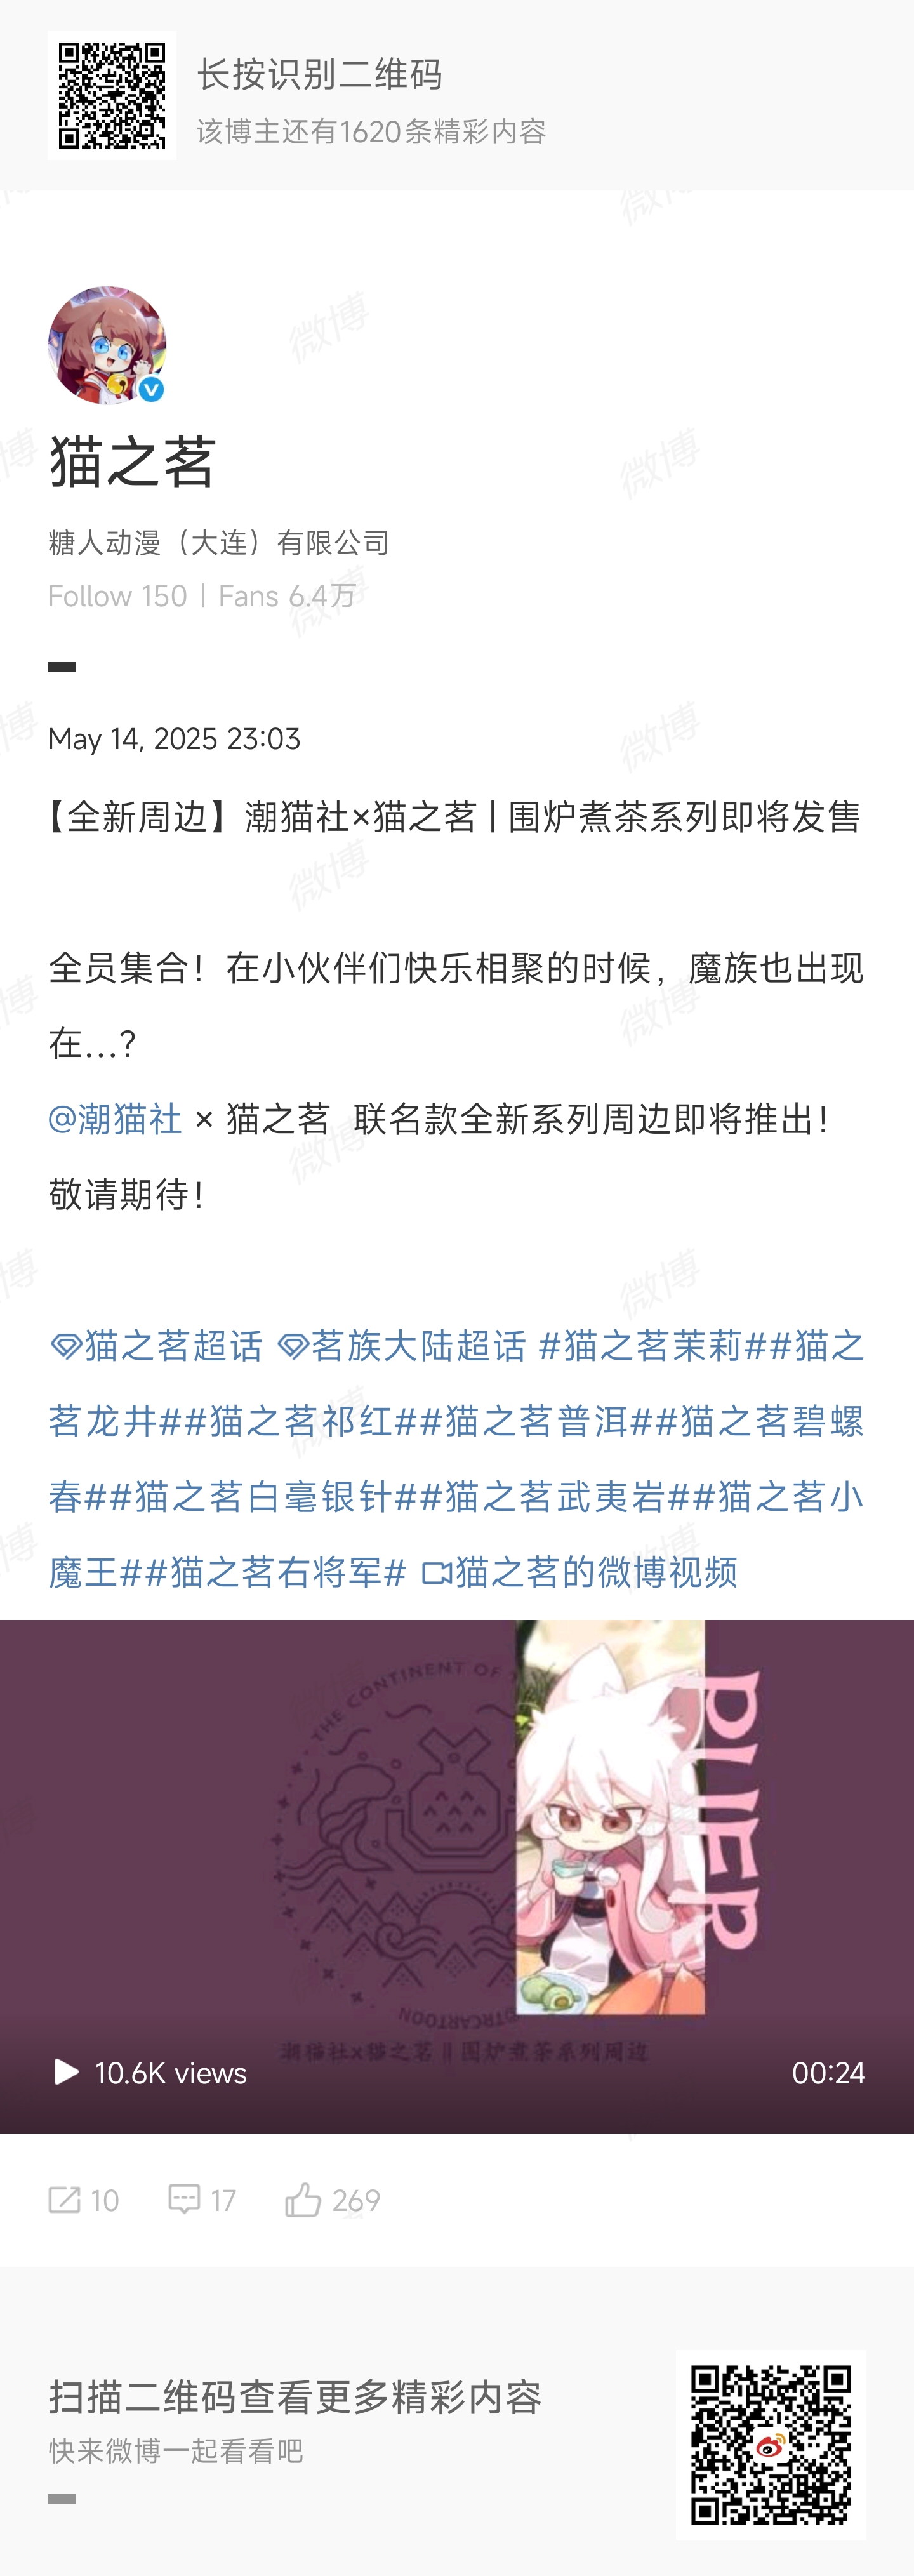 长按识别二维码
该博主还有1620条精彩内容
猫之茗
糖人动漫（大连）有限公司
Follow 150 | Fans 6.4万
May 14, 2025 23:03
【全新周边】潮猫社×猫之茗 | 围炉煮茶系列即将发售
全员集合！在小伙伴们快乐相聚的时候，魔族也出现
在...？
@潮猫社 × 猫之茗 联名款全新系列周边即将推出！
敬请期待！
猫之茗超话 茗族大陆超话 #猫之茗茉莉##猫之
茗龙井##猫之茗祁红##猫之茗普洱##猫之茗碧螺
春##猫之茗白毫银针##猫之茗武夷岩##猫之茗小
魔王##猫之茗右将军# 猫之茗的微博视频
THE CONTINENT OF
PUER
@TRCARTOON
潮猫社x猫之茗 || 围炉煮茶系列周边
10.6K views
00:24
10
17
269
扫描二维码查看更多精彩内容
快来微博一起看看吧
微博